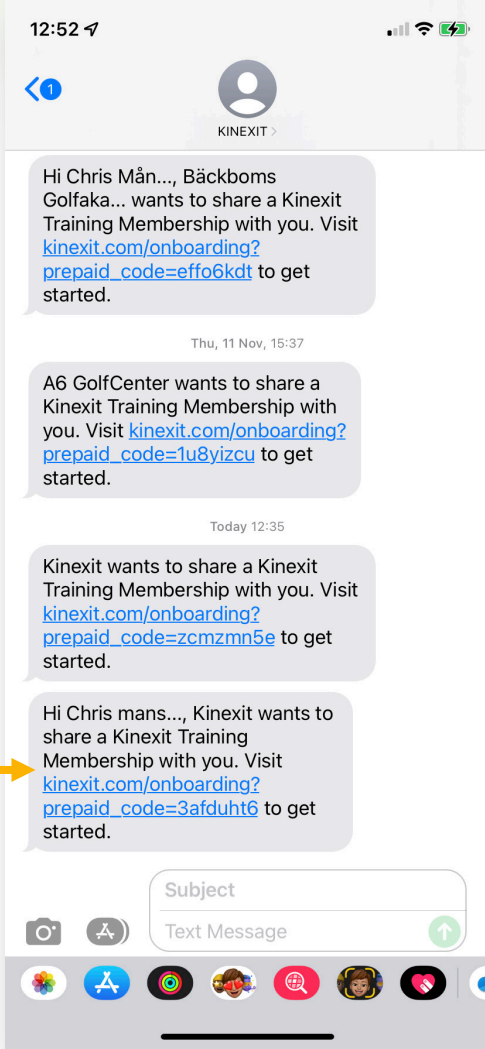 12:52
1
KINEXIT
Hi Chris Mån..., Bäckboms
Golfaka... wants to share a Kinexit
Training Membership with you. Visit
kinexit.com/onboarding?
prepaid_code=effo6kdt to get
started.
Thu, 11 Nov, 15:37
A6 GolfCenter wants to share a
Kinexit Training Membership with
you. Visit kinexit.com/onboarding?
prepaid_code=1u8yizcu to get
started.
Today 12:35
Kinexit wants to share a Kinexit
Training Membership with you. Visit
kinexit.com/onboarding?
prepaid_code=zcmzmn5e to get
started.
Hi Chris mans..., Kinexit wants to
share a Kinexit Training
Membership with you. Visit
kinexit.com/onboarding?
prepaid_code=3afduht6 to get
started.
Subject
Text Message